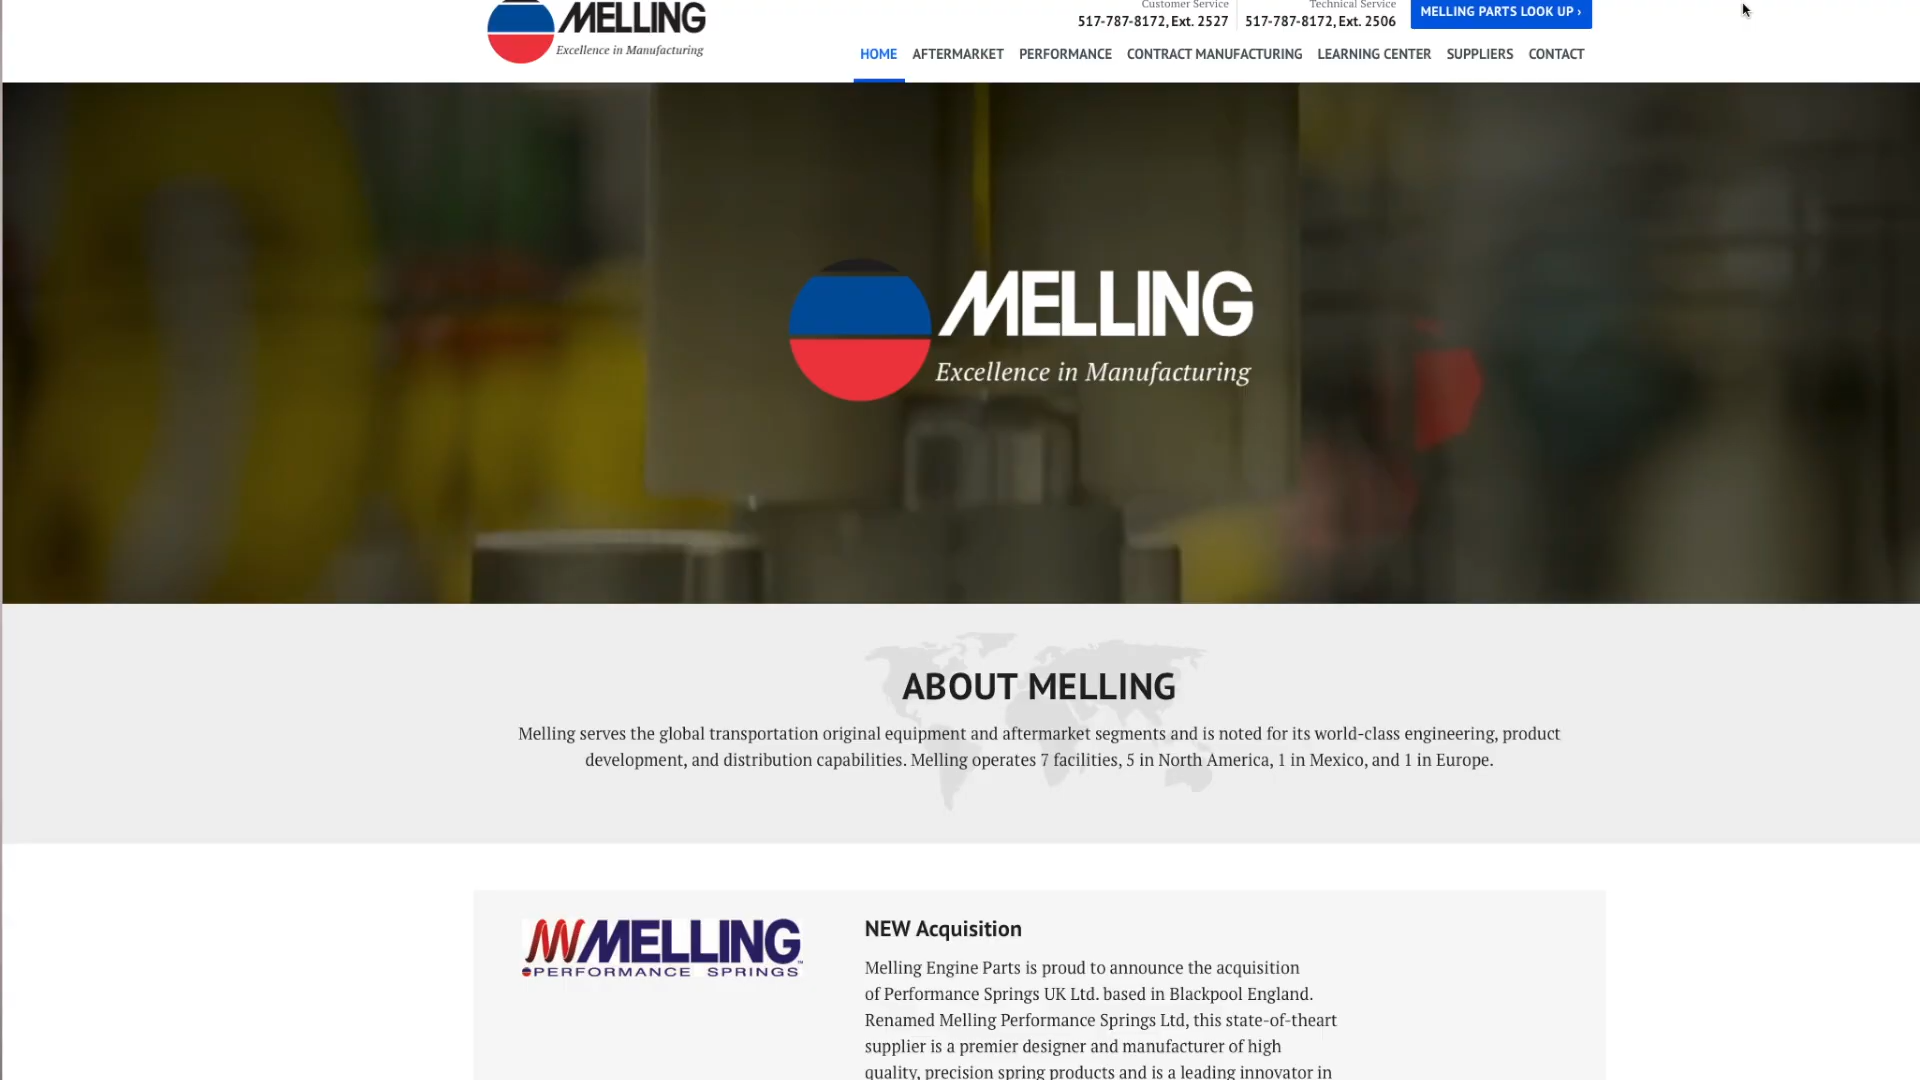 MELLING
Excellence in Manufacturing
Customer Service
517-787-8172, Ext. 2527
Technical Service
517-787-8172, Ext. 2506
MELLING PARTS LOOK UP ›
HOME AFTERMARKET PERFORMANCE CONTRACT MANUFACTURING LEARNING CENTER SUPPLIERS CONTACT
MELLING
Excellence in Manufacturing
ABOUT MELLING
Melling serves the global transportation original equipment and aftermarket segments and is noted for its world-class engineering, product
development, and distribution capabilities. Melling operates 7 facilities, 5 in North America, 1 in Mexico, and 1 in Europe.
MELLING
PERFORMANCE SPRINGS
NEW Acquisition
Melling Engine Parts is proud to announce the acquisition
of Performance Springs UK Ltd. based in Blackpool England.
Renamed Melling Performance Springs Ltd, this state-of-theart
supplier is a premier designer and manufacturer of high
quality, precision spring products and is a leading innovator in